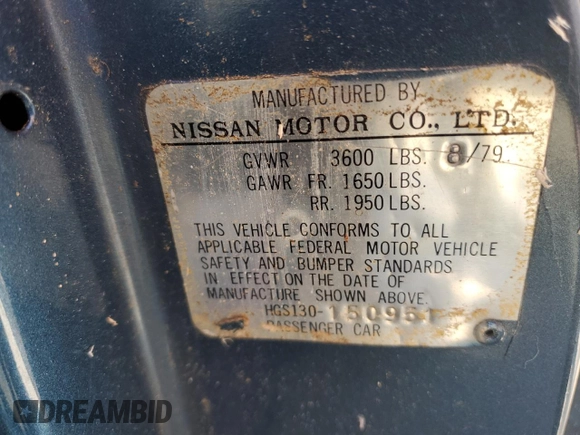 MANUFACTURED BY
NISSAN MOTOR CO., LTD.
GVWR 3600 LBS. 8/79
GAWR FR. 1650 LBS.
RR. 1950 LBS.
THIS VEHICLE CONFORMS TO ALL
APPLICABLE FEDERAL MOTOR VEHICLE
SAFETY AND BUMPER STANDARDS
IN EFFECT ON THE DATE OF
MANUFACTURE SHOWN ABOVE.
HGS130-150951
PASSENGER CAR
DREAMBID